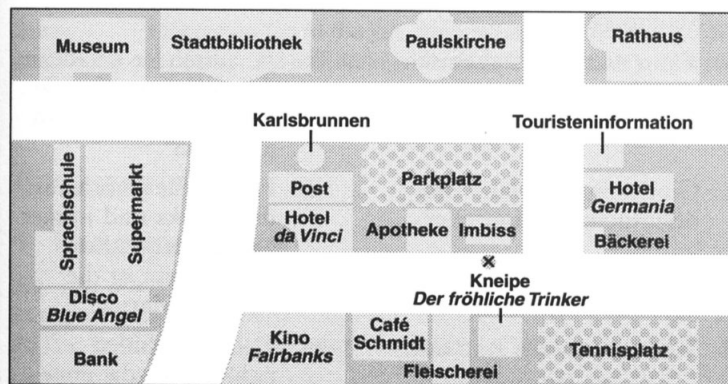 Museum
Stadtbibliothek
Paulskirche
Rathaus
Karlsbrunnen
Touristeninformation
Sprachschule
Supermarkt
Post
Parkplatz
Hotel
Germania
Hotel
da Vinci
Apotheke
Imbiss
Bäckerei
Kneipe
Der fröhliche Trinker
Disco
Blue Angel
Bank
Kino
Fairbanks
Café
Schmidt
Fleischerei
Tennisplatz